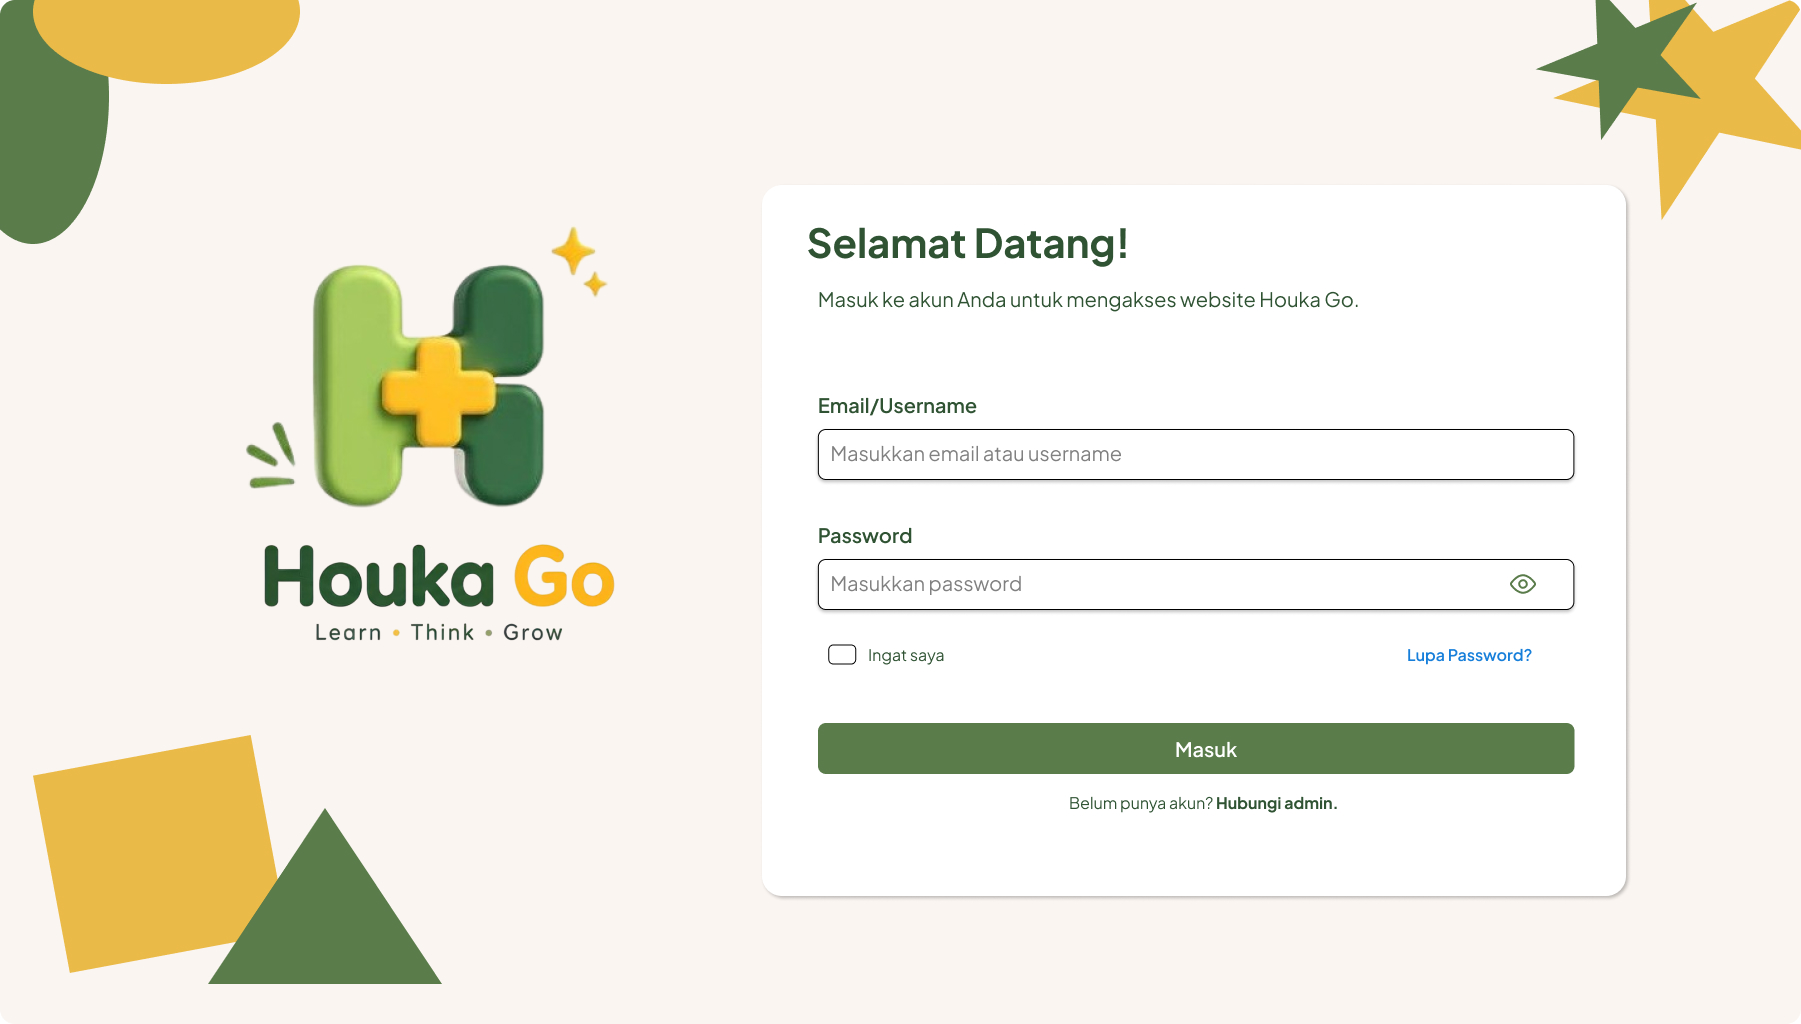 Houka Go
Learn • Think • Grow
Selamat Datang!
Masuk ke akun Anda untuk mengakses website Houka Go.
Email/Username
Masukkan email atau username
Password
Masukkan password
Ingat saya
Lupa Password?
Masuk
Belum punya akun? Hubungi admin.